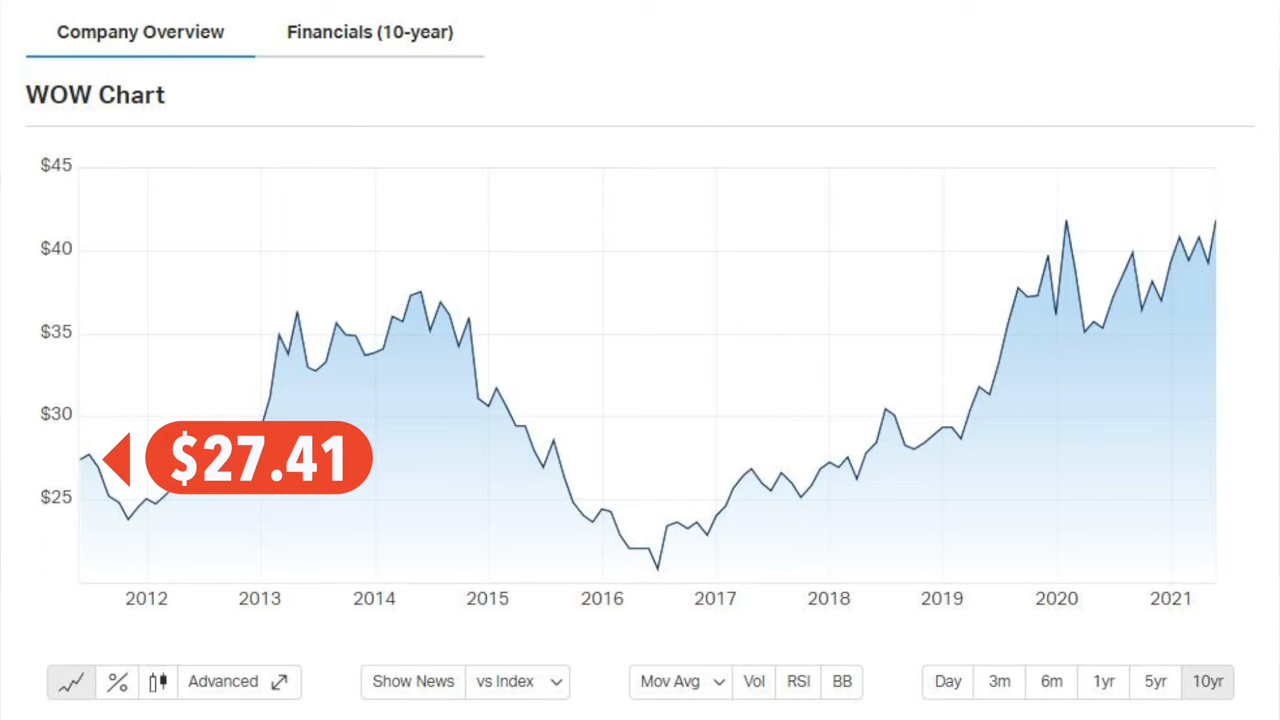 Company Overview Financials (10-year)
WOW Chart
$45
$40
$35
$30
$27.41
$25
2012 2013 2014 2015 2016 2017 2018 2019 2020 2021
% Advanced Show News vs Index Mov Avg Vol RSI BB Day 3m 6m 1yr 5yr 10yr